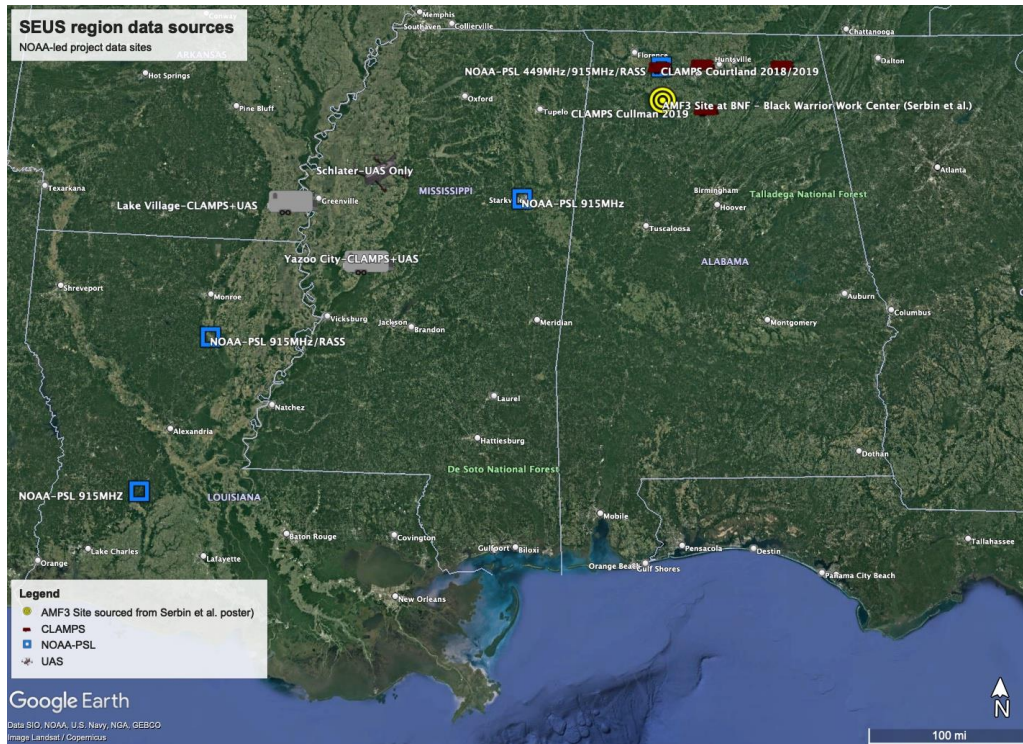 SEUS region data sources
NOAA-led project data sites
Memphis
Southaven
Collierville
Chattanooga
ARKANSAS
Hot Springs
Florence
Huntsville
Dalton
NOAA-PSL 449MHz/915MHz/RASS
CLAMPS Courtland 2018/2019
Pine Bluff
Oxford
Tupelo
AMF3 Site at BNF - Black Warrior Work Center (Serbin et al.)
CLAMPS Cullman 2019
Schlater-UAS Only
Atlanta
Texarkana
MISSISSIPPI
Birmingham
Talladega National Forest
Lake Village-CLAMPS+UAS
Greenville
NOAA-PSL 915MHz
Hoover
Tuscaloosa
Yazoo City-CLAMPS+UAS
ALABAMA
Shreveport
Monroe
Auburn
Columbus
Vicksburg
Jackson
Brandon
Meridian
Montgomery
NOAA-PSL 915MHz/RASS
Laurel
Natchez
Alexandria
Hattiesburg
Dothan
De Soto National Forest
NOAA-PSL 915MHZ
LOUISIANA
Mobile
Baton Rouge
Covington
Tallahassee
Lake Charles
Lafayette
Gulfport
Biloxi
Pensacola
Destin
Orange
Orange Beach
Gulf Shores
Panama City Beach
New Orleans
Legend
AMF3 Site sourced from Serbin et al. poster)
CLAMPS
NOAA-PSL
UAS
Google Earth
N
Data SIO, NOAA, U.S. Navy, NGA, GEBCO
Image Landsat / Copernicus
100 mi